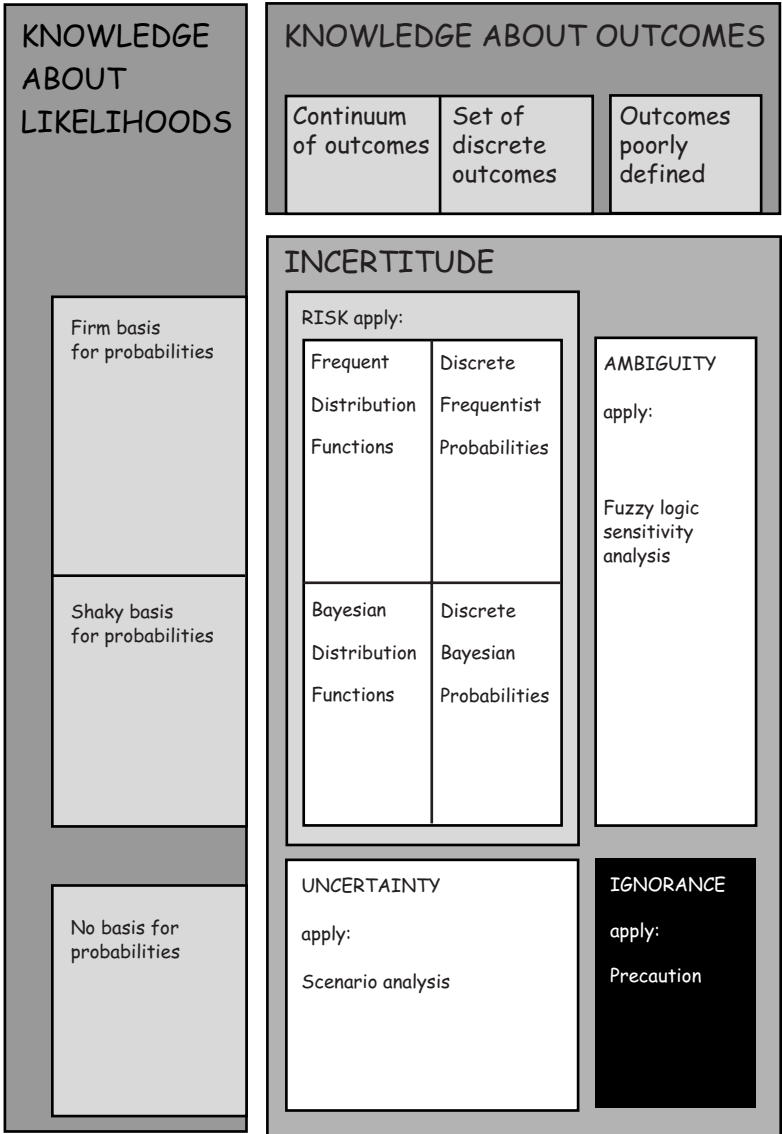 KNOWLEDGE
ABOUT
LIKELIHOODS
KNOWLEDGE ABOUT OUTCOMES
Continuum
of outcomes
Set of
discrete
outcomes
Outcomes
poorly
defined
INCERTITUDE
Firm basis
for probabilities
RISK apply:
Frequent
Distribution
Functions
Discrete
Frequentist
Probabilities
AMBIGUITY
apply:
Fuzzy logic
sensitivity
analysis
Shaky basis
for probabilities
Bayesian
Distribution
Functions
Discrete
Bayesian
Probabilities
No basis for
probabilities
UNCERTAINTY
apply:
Scenario analysis
IGNORANCE
apply:
Precaution